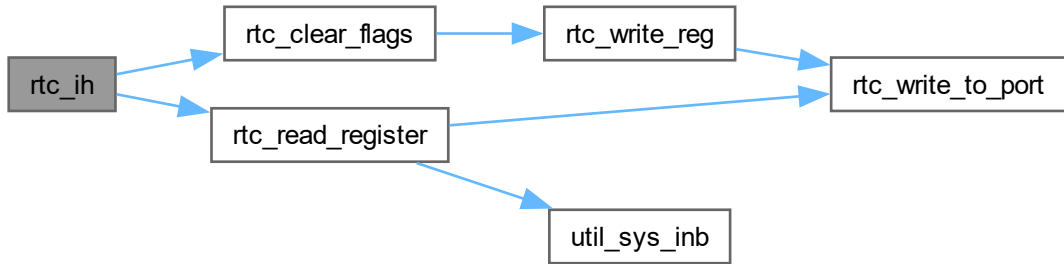 rtc_ih
rtc_clear_flags
rtc_write_reg
rtc_write_to_port
rtc_read_register
util_sys_inb